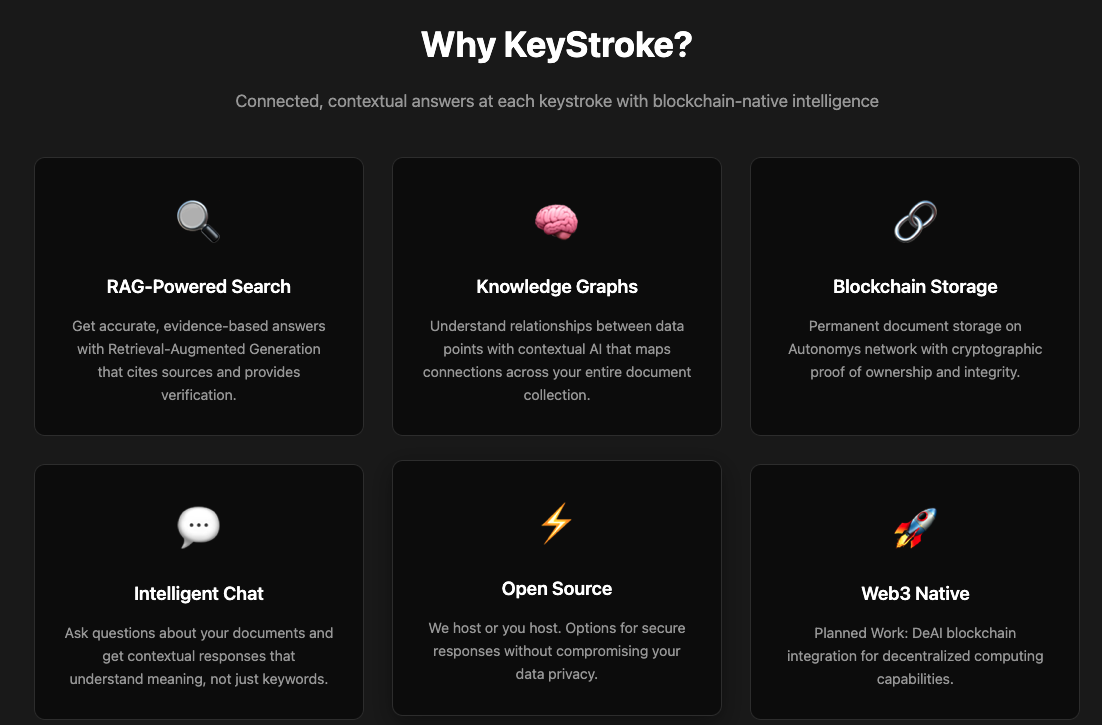 Why KeyStroke?
Connected, contextual answers at each keystroke with blockchain-native intelligence
RAG-Powered Search
Get accurate, evidence-based answers
with Retrieval-Augmented Generation
that cites sources and provides
verification.
Knowledge Graphs
Understand relationships between data
points with contextual AI that maps
connections across your entire document
collection.
Blockchain Storage
Permanent document storage on
Autonomys network with cryptographic
proof of ownership and integrity.
Intelligent Chat
Ask questions about your documents and
get contextual responses that
understand meaning, not just keywords.
Open Source
We host or you host. Options for secure
responses without compromising your
data privacy.
Web3 Native
Planned Work: DeAI blockchain
integration for decentralized computing
capabilities.